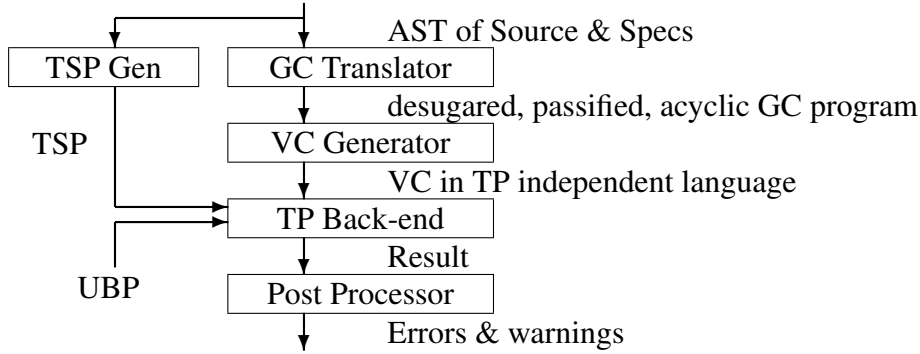 AST of Source & Specs
TSP Gen
GC Translator
desugared, passified, acyclic GC program
TSP
VC Generator
VC in TP independent language
TP Back-end
Result
UBP
Post Processor
Errors & warnings